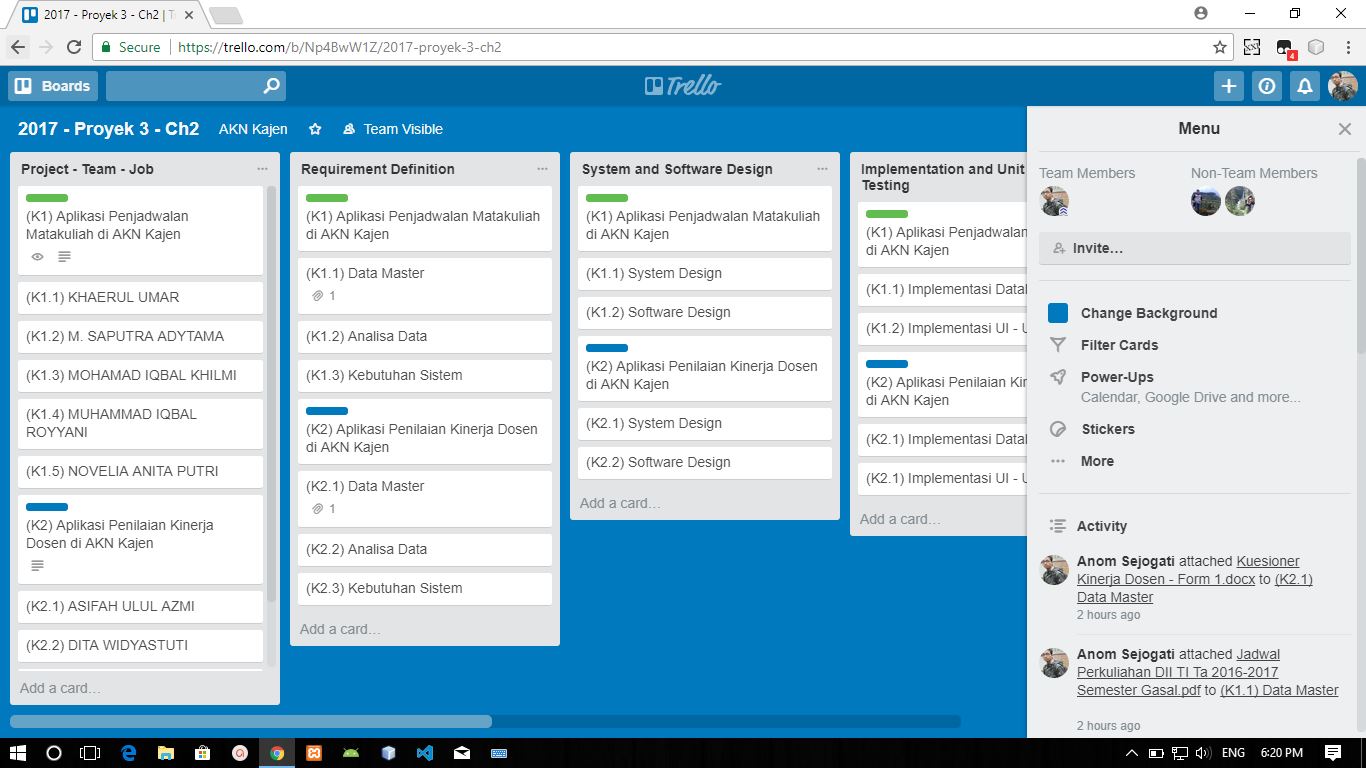 2017 - Proyek 3 - Ch2 | T
Secure
https://trello.com/b/Np4BwW1Z/2017-proyek-3-ch2
4
Boards
Trello
2017 - Proyek 3 - Ch2
AKN Kajen
Team Visible
Project - Team - Job
(K1) Aplikasi Penjadwalan
Matakuliah di AKN Kajen
(K1.1) KHAERUL UMAR
(K1.2) M. SAPUTRA ADYTAMA
(K1.3) MOHAMAD IQBAL KHILMI
(K1.4) MUHAMMAD IQBAL
ROYYANI
(K1.5) NOVELIA ANITA PUTRI
(K2) Aplikasi Penilaian Kinerja
Dosen di AKN Kajen
(K2.1) ASIFAH ULUL AZMI
(K2.2) DITA WIDYASTUTI
Add a card…
Requirement Definition
(K1) Aplikasi Penjadwalan Matakuliah
di AKN Kajen
(K1.1) Data Master
1
(K1.2) Analisa Data
(K1.3) Kebutuhan Sistem
(K2) Aplikasi Penilaian Kinerja Dosen
di AKN Kajen
(K2.1) Data Master
1
(K2.2) Analisa Data
(K2.3) Kebutuhan Sistem
Add a card…
System and Software Design
(K1) Aplikasi Penjadwalan Matakuliah
di AKN Kajen
(K1.1) System Design
(K1.2) Software Design
(K2) Aplikasi Penilaian Kinerja Dosen
di AKN Kajen
(K2.1) System Design
(K2.2) Software Design
Add a card…
Implementation and Unit
Testing
(K1) Aplikasi Penjadwalan
di AKN Kajen
(K1.1) Implementasi
(K1.2) Implementasi UI -
(K2) Aplikasi Penilaian
di AKN Kajen
(K2.1) Implementasi
(K2.1) Implementasi UI -
Add a card…
Menu
Team Members
Non-Team Members
Invite…
Change Background
Filter Cards
Power-Ups
Calendar, Google Drive and more...
Stickers
More
Activity
Anom Sejogati attached Kuesioner
Kinerja Dosen - Form 1.docx to (K2.1)
Data Master
2 hours ago
Anom Sejogati attached Jadwal
Perkuliahan DII TI Ta 2016-2017
Semester Gasal.pdf to (K1.1) Data Master
2 hours ago
ENG
6:20 PM